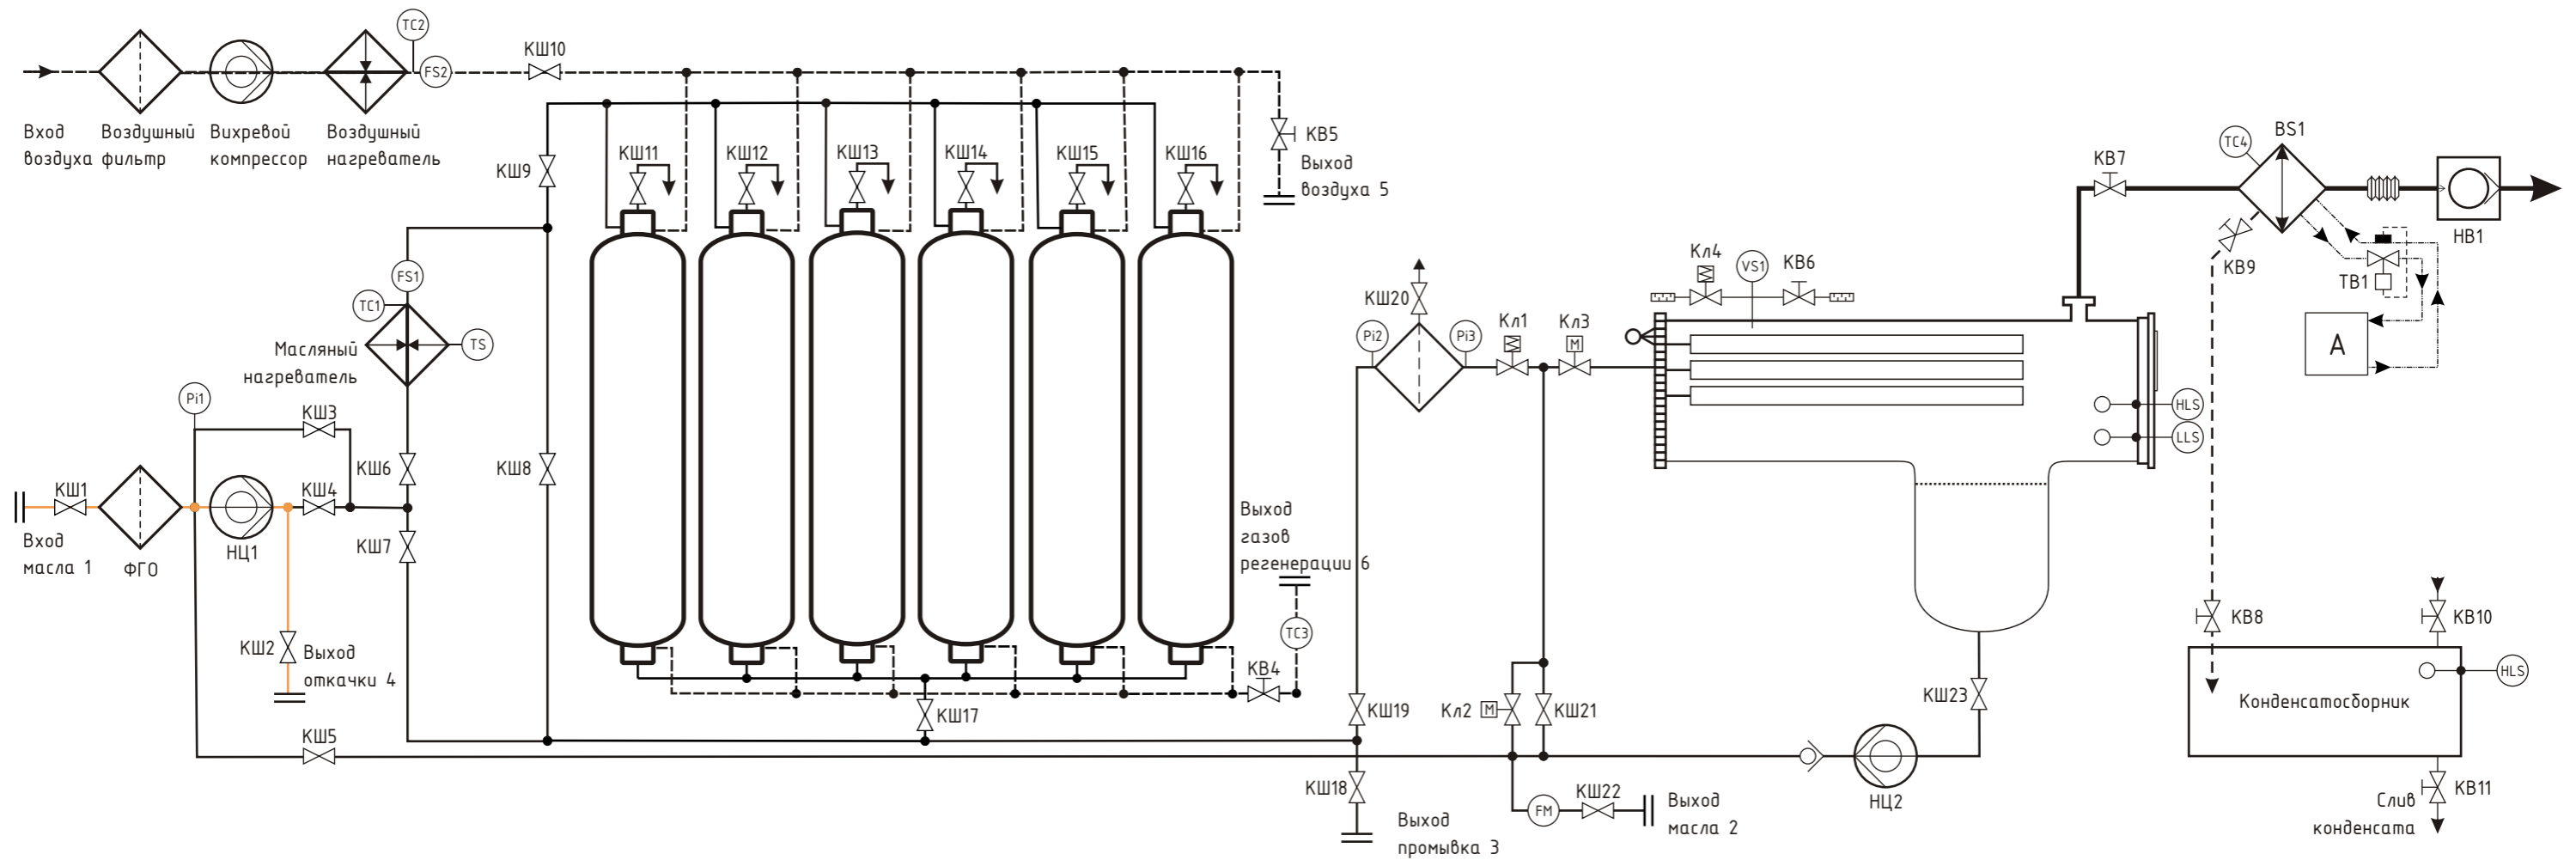 TC2
FS2
КШ10
Вход
воздуха
Воздушный
фильтр
Вихревой
компрессор
Воздушный
нагреватель
КШ9
КШ11
КШ12
КШ13
КШ14
КШ15
КШ16
КВ5
Выход
воздуха 5
FS1
TC1
TS
Масляный
нагреватель
Pi1
КШ3
КШ6
КШ8
КШ1
КШ4
Вход
масла 1
ФГО
НЦ1
КШ7
КШ2
Выход
откачки 4
КШ5
КШ17
Выход
газов
регенерации 6
TC3
КВ4
КШ20
Pi2
Pi3
Кл1
Кл3
M
Кл4
VS1
КВ6
HLS
LLS
КШ19
Кл2
M
КШ21
КШ18
Выход
промывка 3
FM
КШ22
Выход
масла 2
НЦ2
КШ23
КВ7
TC4
BS1
КВ9
ТВ1
НВ1
A
КВ8
КВ10
HLS
Конденсатосборник
КВ11
Слив
конденсата